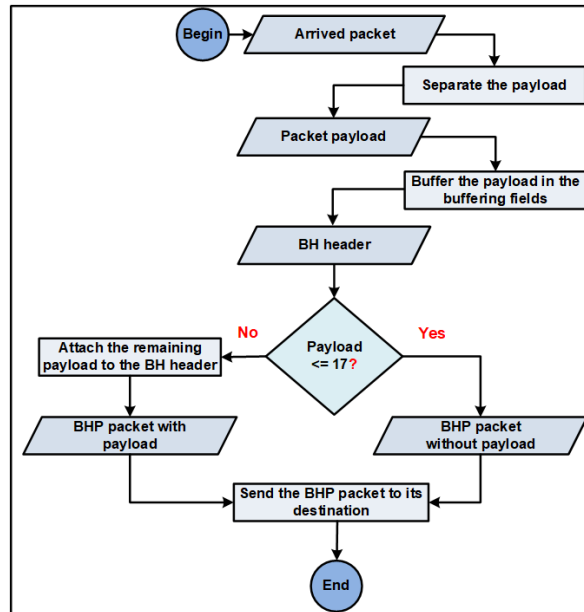 Begin
Arrived packet
Separate the payload
Packet payload
Buffer the payload in the
buffering fields
BH header
No
Payload
<= 17?
Yes
Attach the remaining
payload to the BH header
BHP packet with
payload
BHP packet
without payload
Send the BHP packet to its
destination
End